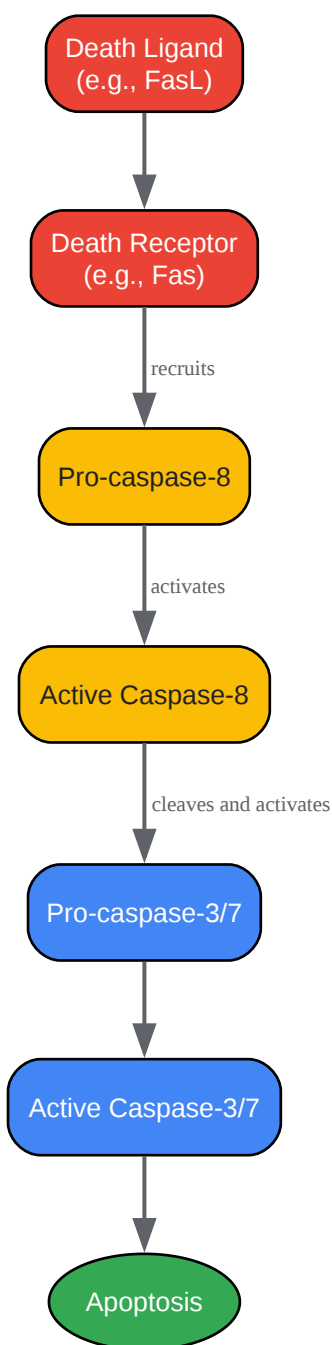 Death Ligand
(e.g., FasL)
Death Receptor
(e.g., Fas)
recruits
Pro-caspase-8
activates
Active Caspase-8
cleaves and activates
Pro-caspase-3/7
Active Caspase-3/7
Apoptosis